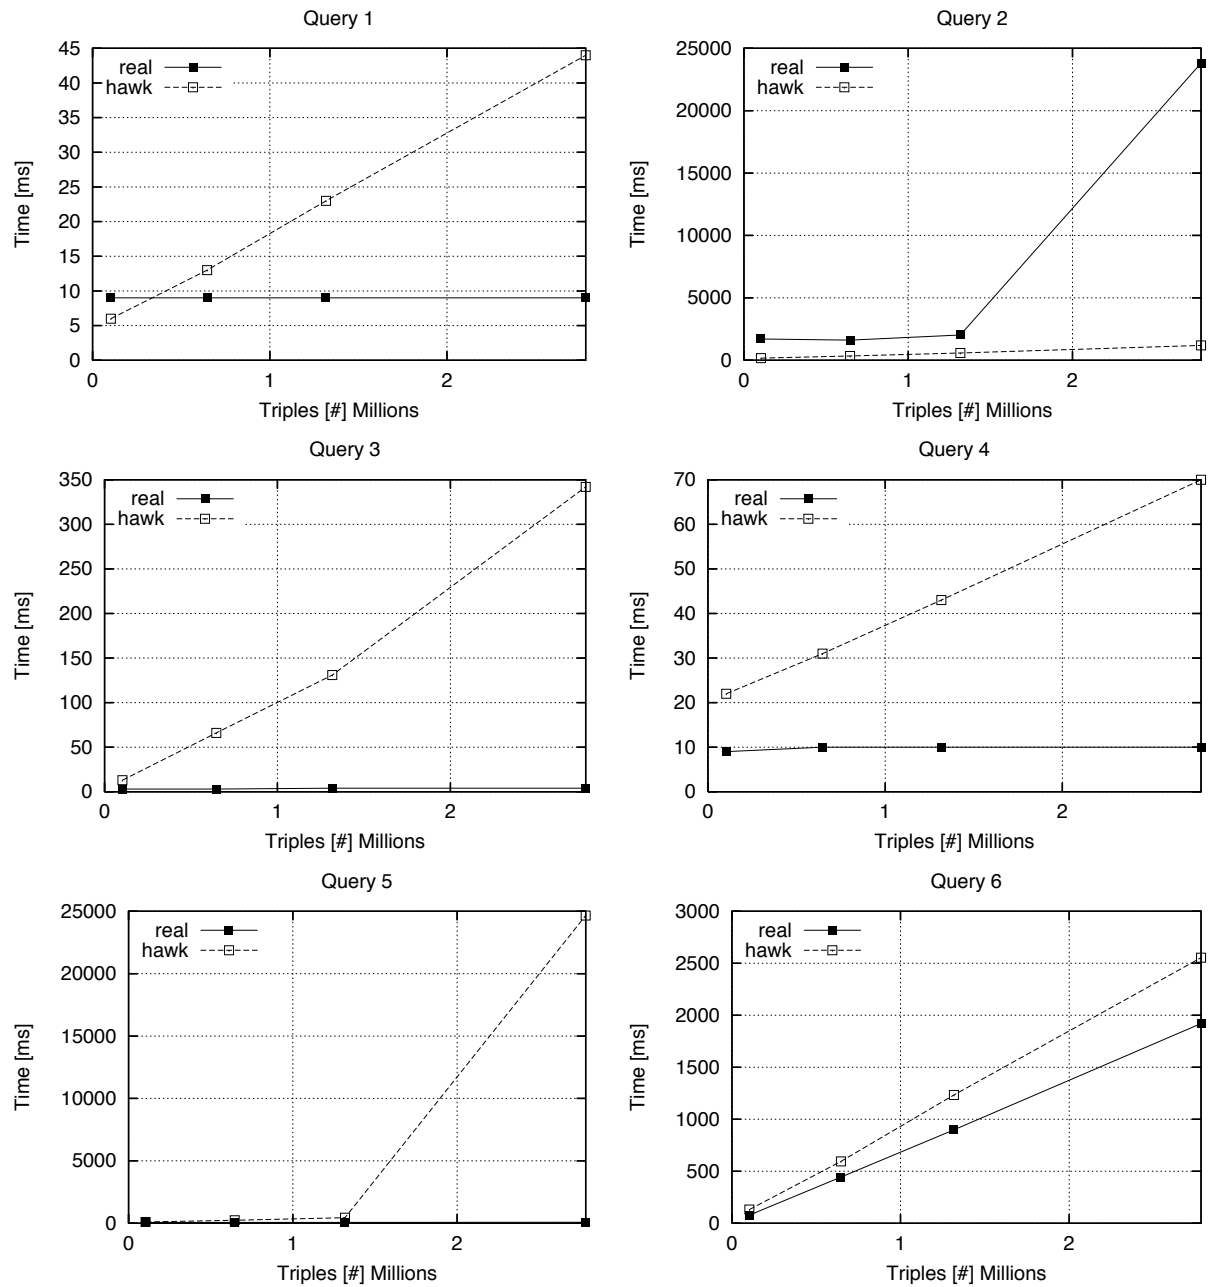 Query 1
45
40
35
30
25
20
15
10
5
0
real
hawk
Time [ms]
0 1 2
Triples [#] Millions
Query 2
25000
20000
15000
10000
5000
0
real
hawk
Time [ms]
0 1 2
Triples [#] Millions
Query 3
350
300
250
200
150
100
50
0
real
hawk
Time [ms]
0 1 2
Triples [#] Millions
Query 4
70
60
50
40
30
20
10
0
real
hawk
Time [ms]
0 1 2
Triples [#] Millions
Query 5
25000
20000
15000
10000
5000
0
real
hawk
Time [ms]
0 1 2
Triples [#] Millions
Query 6
3000
2500
2000
1500
1000
500
0
real
hawk
Time [ms]
0 1 2
Triples [#] Millions